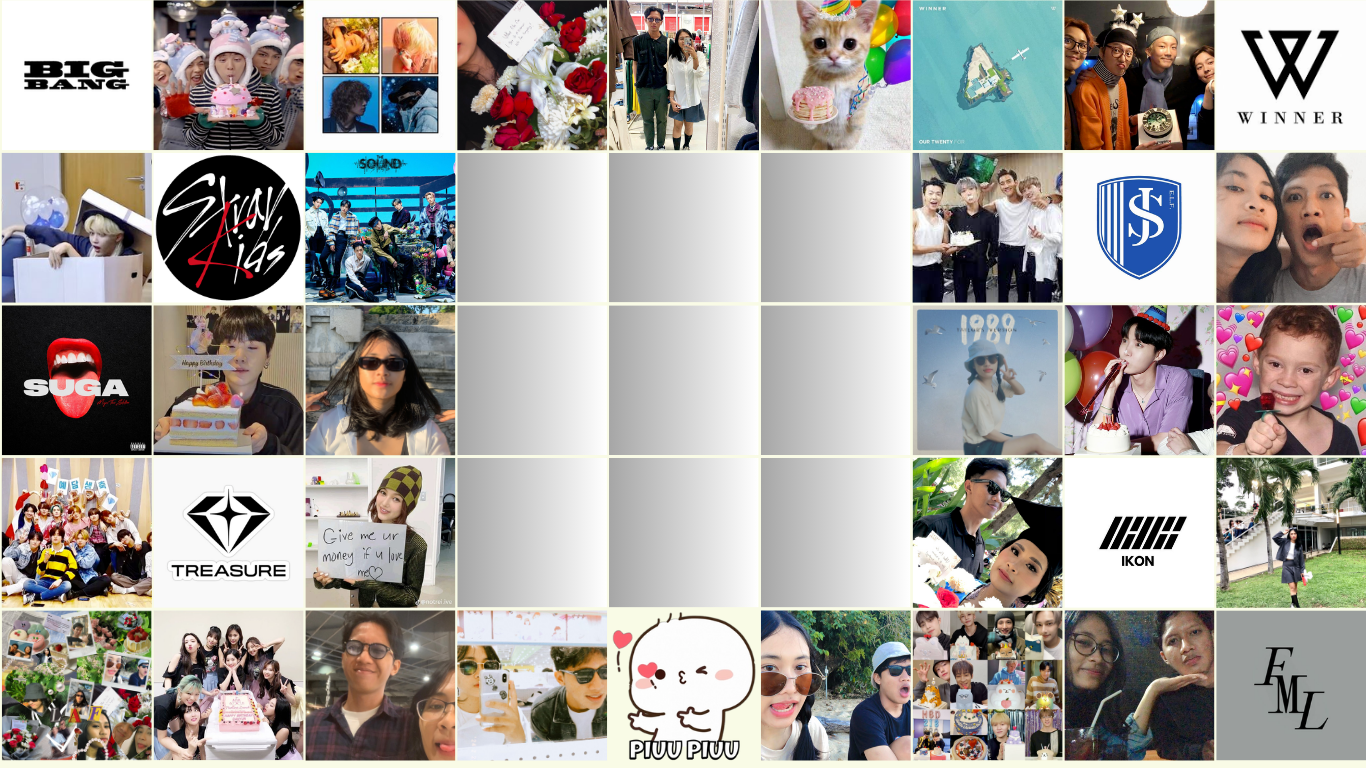 BIG
BANG
WINNER
OUR TWENTY FOR
WINNER
Stray
Kids
SOUND
SJ
E.L.F.
SUGA
Happy Birthday
1989
TREASURE
Give me ur
money if u love
me♡
IKON
PIUU PIUU
HBD
FML